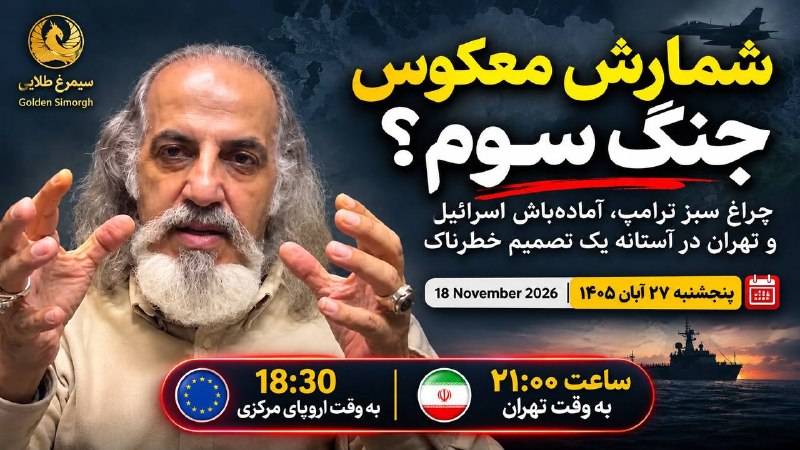 سیمرغ طلایی
Golden Simorgh
شمارش معکوس
جنگ سوم؟
چراغ سبز ترامپ، آماده‌باش اسرائیل
و تهران در آستانه یک تصمیم خطرناک
پنجشنبه ۲۷ آبان ۱۴۰۵ | 18 November 2026
ساعت ۲۱:۰۰
به وقت تهران
18:30
به وقت اروپای مرکزی